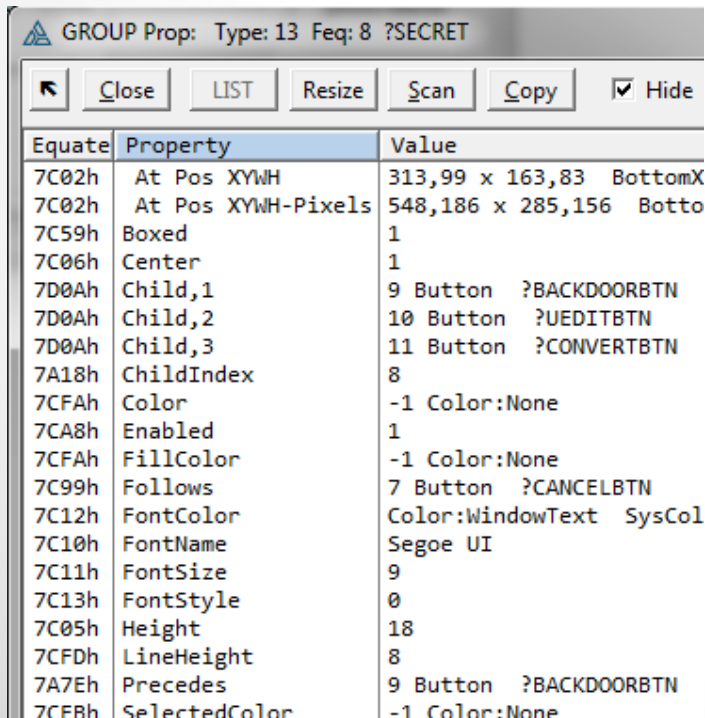 GROUP Prop: Type: 13 Feq: 8 ?SECRET
Close LIST Resize Scan Copy Hide
Equate Property Value
7C02h At Pos XYWH 313,99 x 163,83 BottomX
7C02h At Pos XYWH-Pixels 548,186 x 285,156 Botto
7C59h Boxed 1
7C06h Center 1
7D0Ah Child,1 9 Button ?BACKDOORBTN
7D0Ah Child,2 10 Button ?UEDITBTN
7D0Ah Child,3 11 Button ?CONVERTBTN
7A18h ChildIndex 8
7CFAh Color -1 Color:None
7CA8h Enabled 1
7CFAh FillColor -1 Color:None
7C99h Follows 7 Button ?CANCELBTN
7C12h FontColor Color:WindowText SysCol
7C10h FontName Segoe UI
7C11h FontSize 9
7C13h FontStyle 0
7C05h Height 18
7CFDh LineHeight 8
7A7Eh Precedes 9 Button ?BACKDOORBTN
7CFBh SelectedColor -1 Color:None